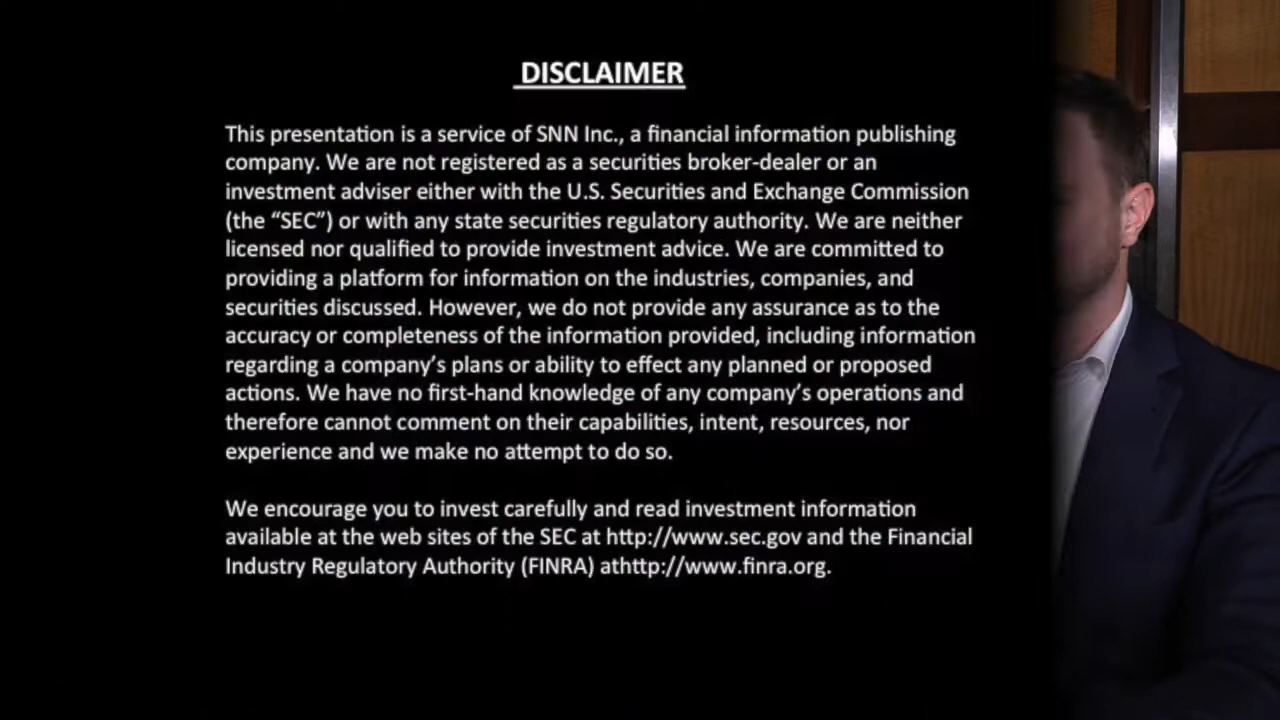 DISCLAIMER
This presentation is a service of SNN Inc., a financial information publishing
company. We are not registered as a securities broker-dealer or an
investment adviser either with the U.S. Securities and Exchange Commission
(the “SEC”) or with any state securities regulatory authority. We are neither
licensed nor qualified to provide investment advice. We are committed to
providing a platform for information on the industries, companies, and
securities discussed. However, we do not provide any assurance as to the
accuracy or completeness of the information provided, including information
regarding a company’s plans or ability to effect any planned or proposed
actions. We have no first-hand knowledge of any company’s operations and
therefore cannot comment on their capabilities, intent, resources, nor
experience and we make no attempt to do so.
We encourage you to invest carefully and read investment information
available at the web sites of the SEC at http://www.sec.gov and the Financial
Industry Regulatory Authority (FINRA) athttp://www.finra.org.